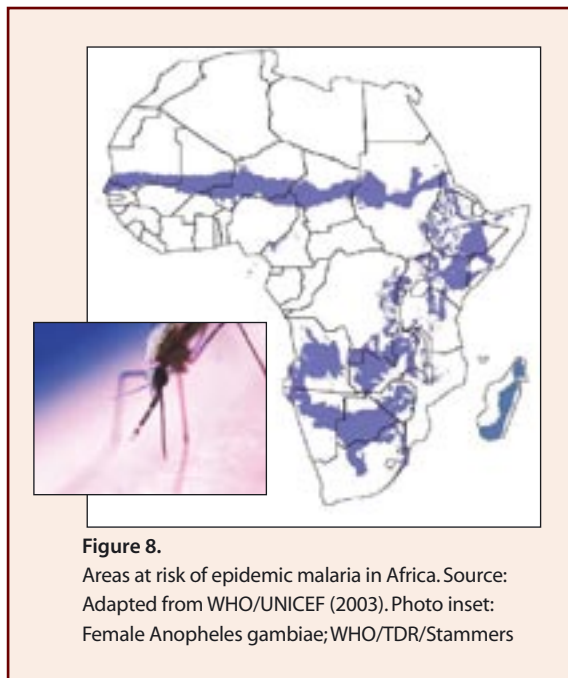 Figure 8.
Areas at risk of epidemic malaria in Africa. Source:
Adapted from WHO/UNICEF (2003). Photo inset:
Female Anopheles gambiae; WHO/TDR/Stammers